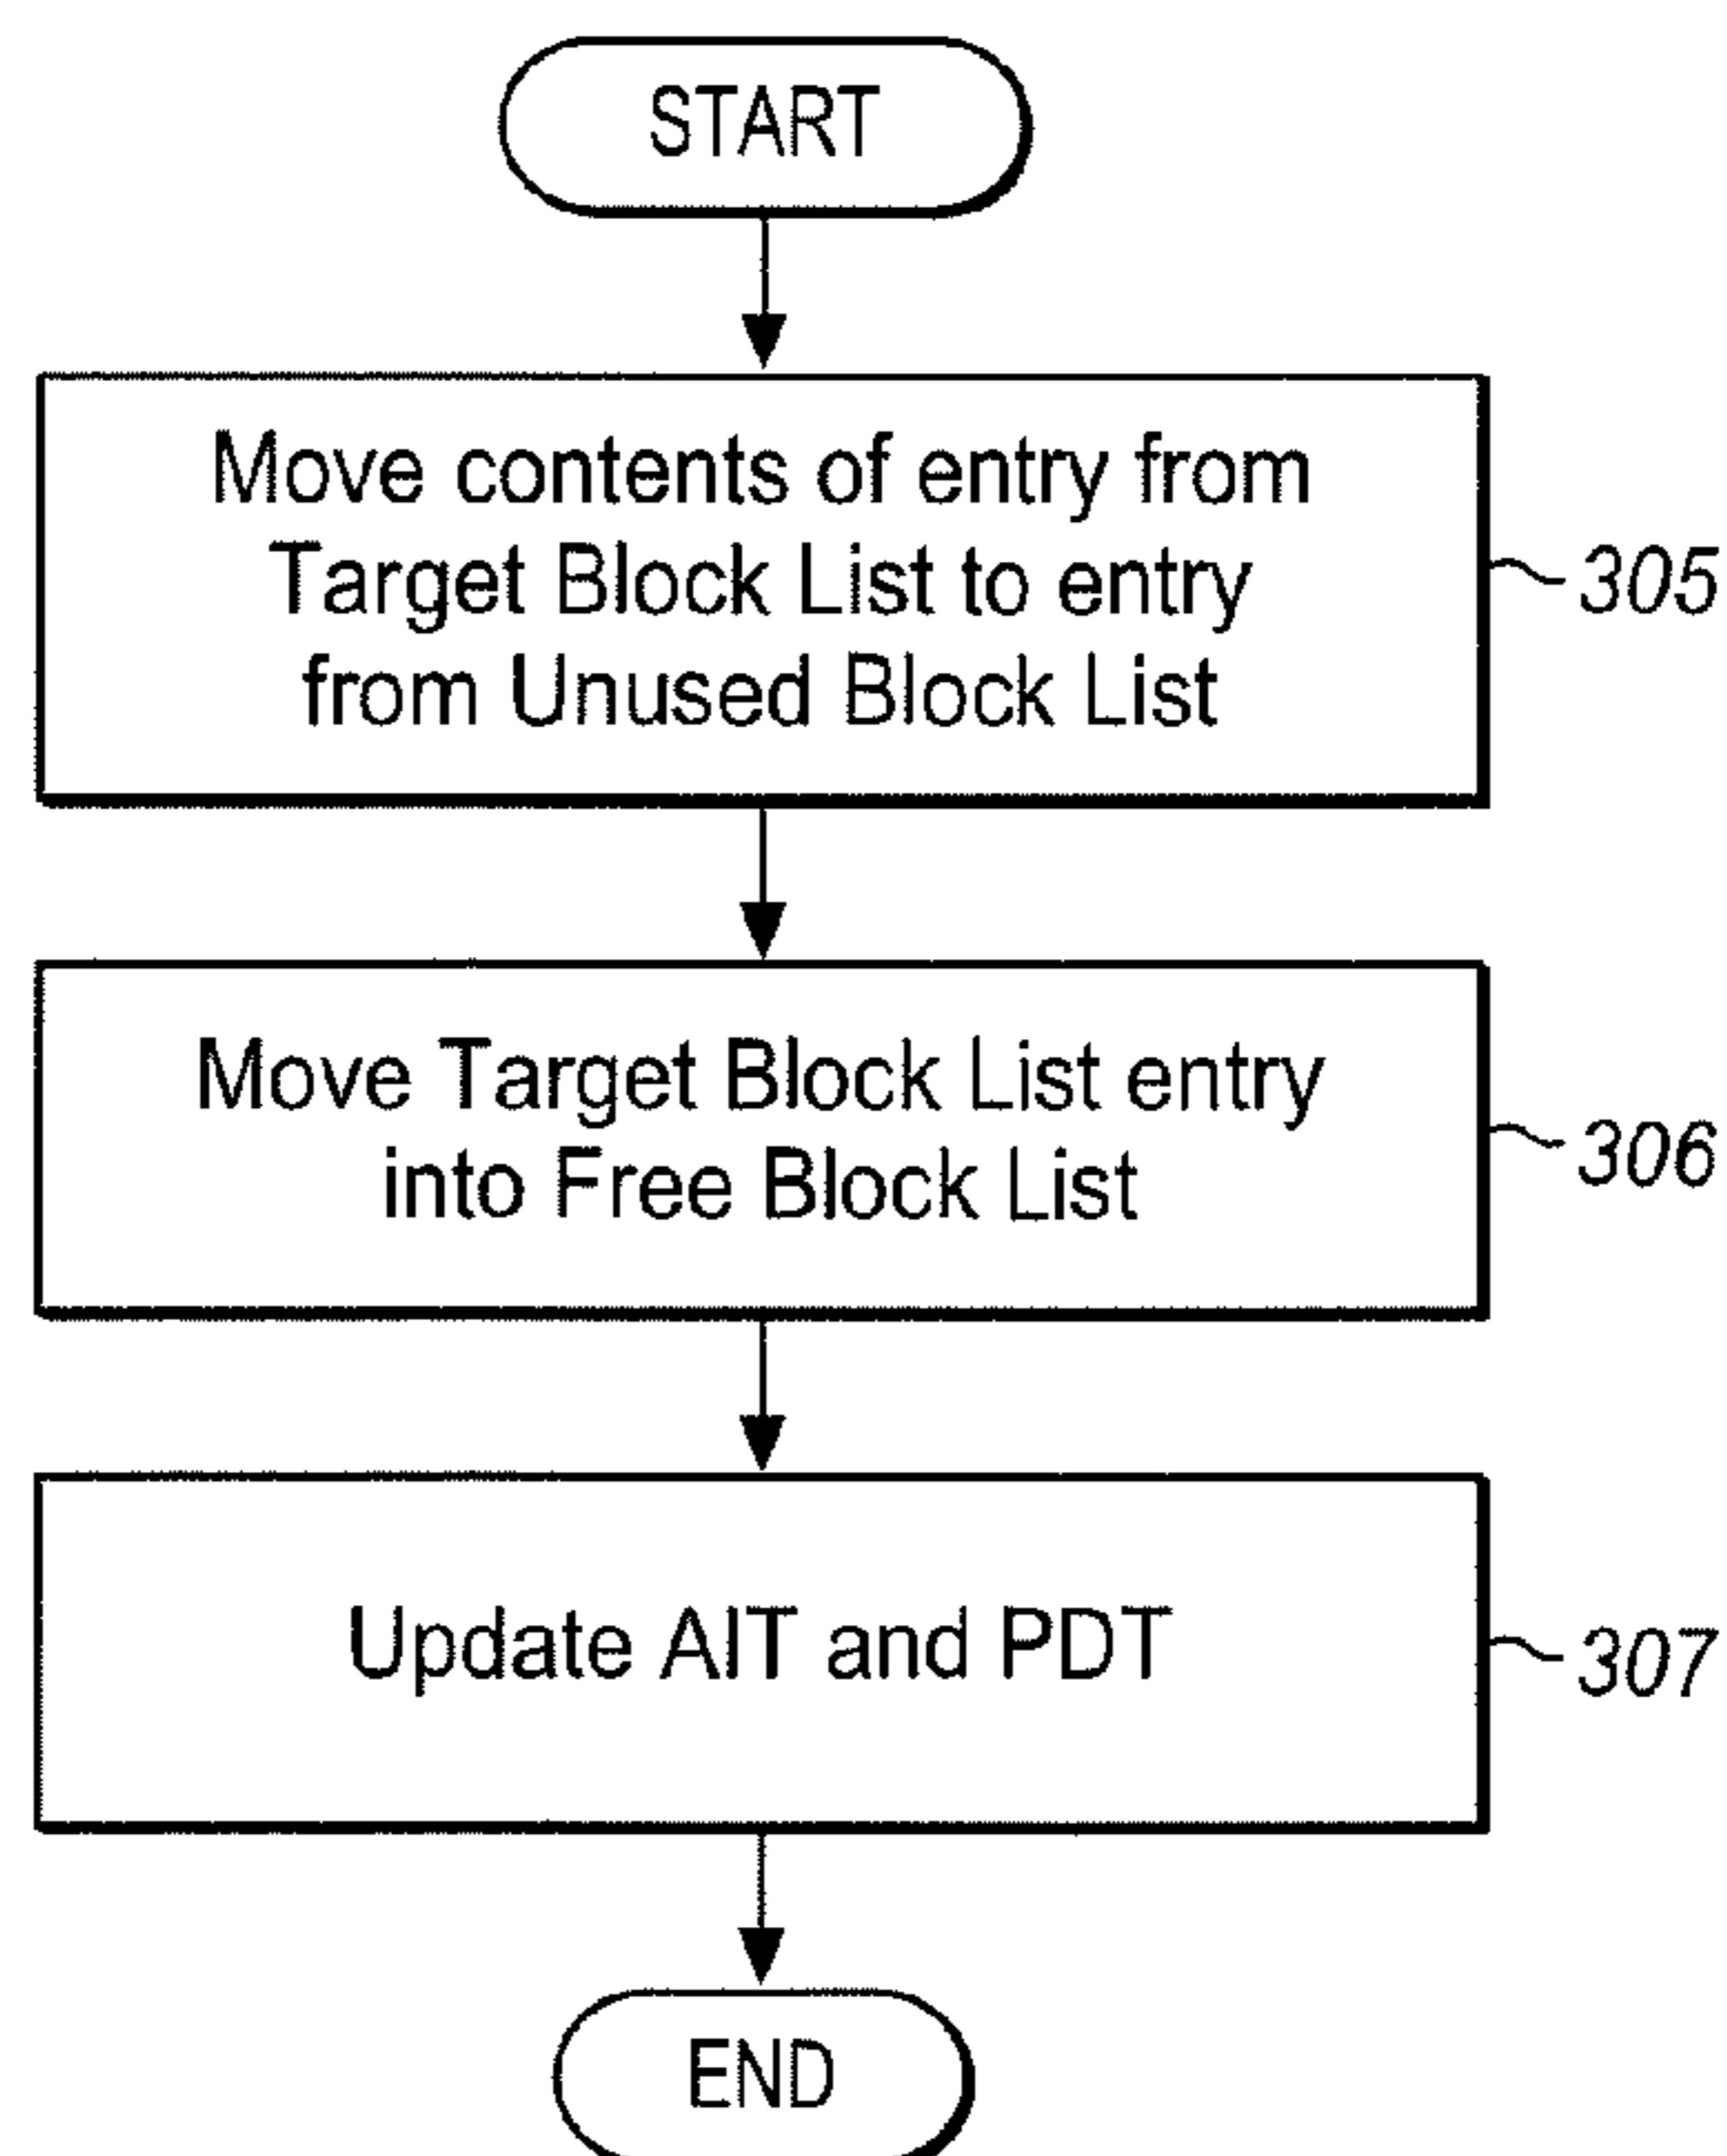 START
Move contents of entry from
Target Block List to entry
from Unused Block List
305
Move Target Block List entry
into Free Block List
306
Update AIT and PDT
307
END